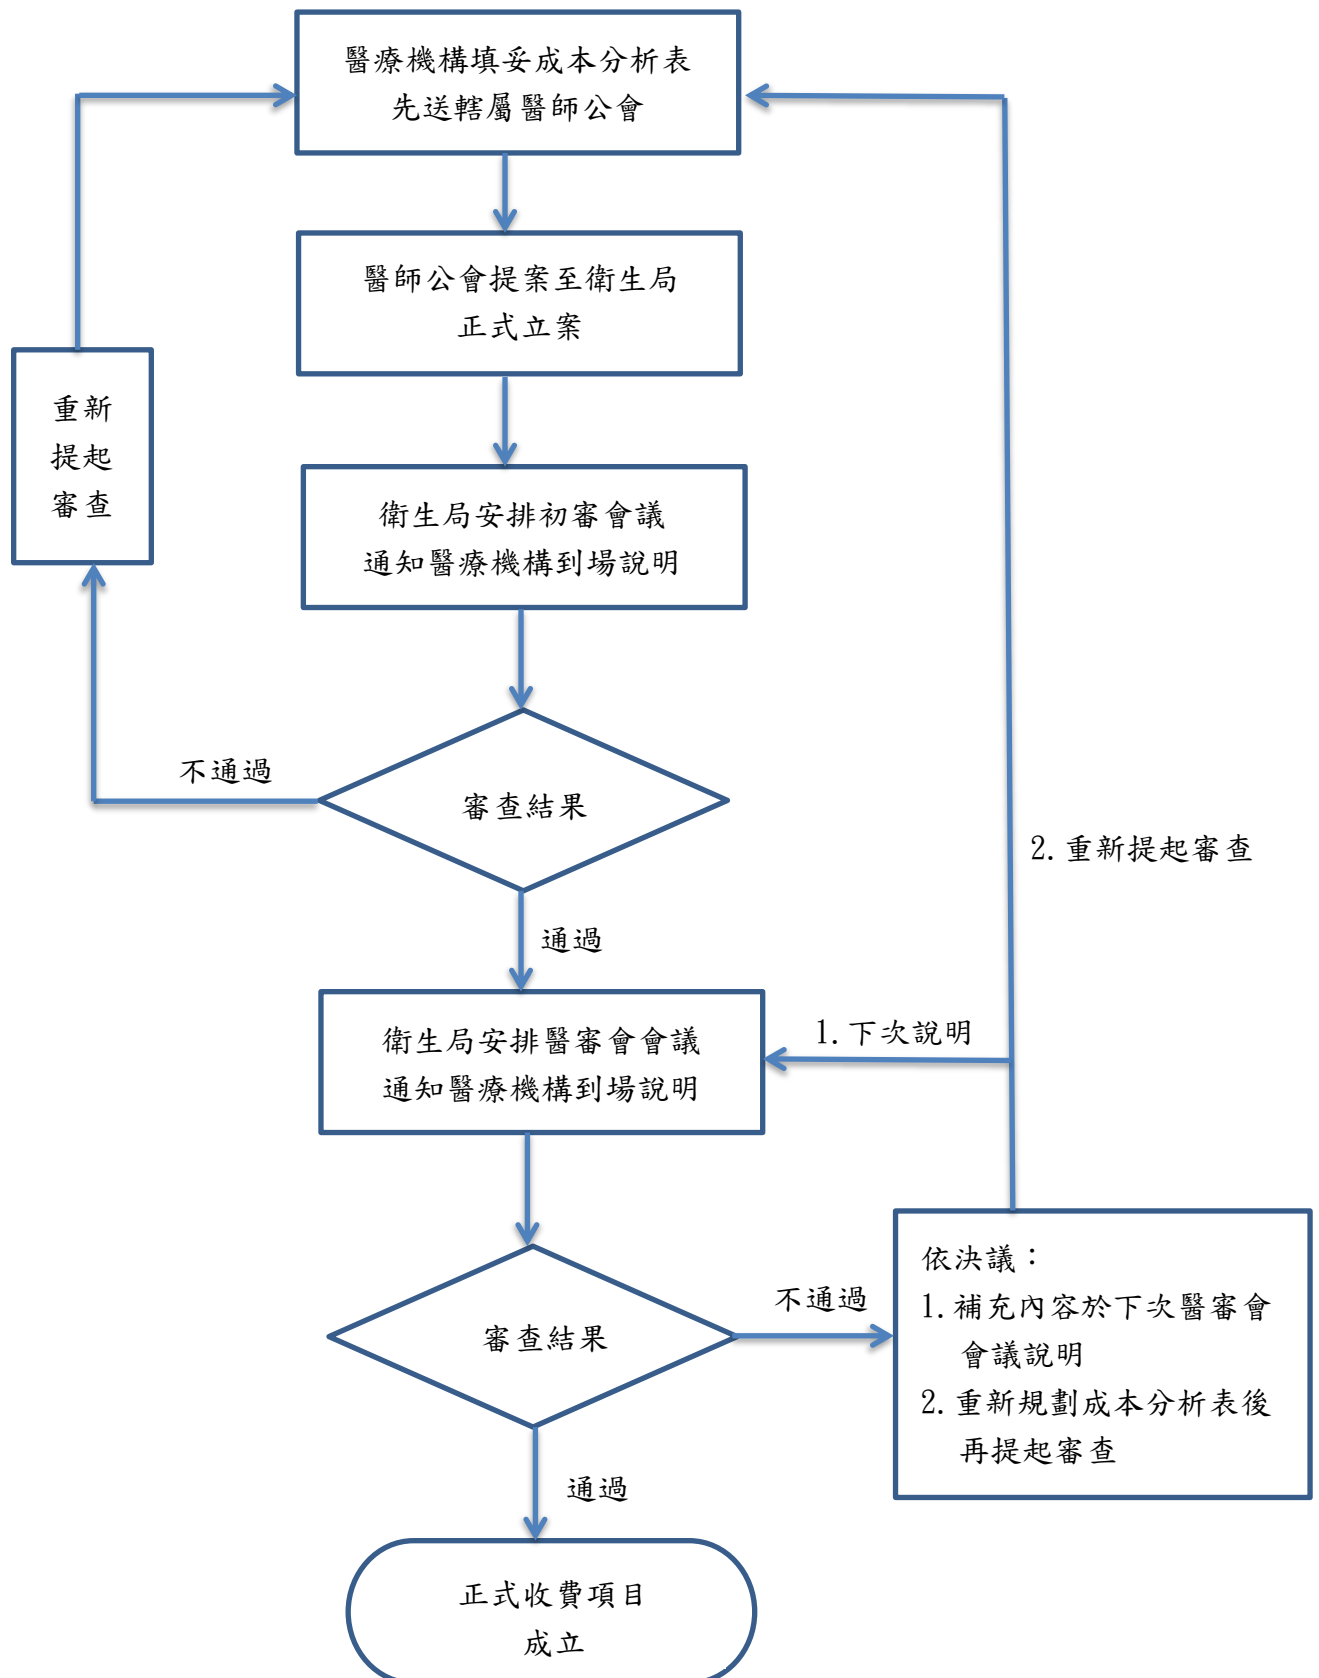 醫療機構填妥成本分析表
先送轄屬醫師公會
醫師公會提案至衛生局
正式立案
重新
提起
審查
衛生局安排初審會議
通知醫療機構到場說明
不通過
審查結果
2.重新提起審查
通過
1.下次說明
衛生局安排醫審會會議
通知醫療機構到場說明
依決議：
1.補充內容於下次醫審會
會議說明
2.重新規劃成本分析表後
再提起審查
不通過
審查結果
通過
正式收費項目
成立